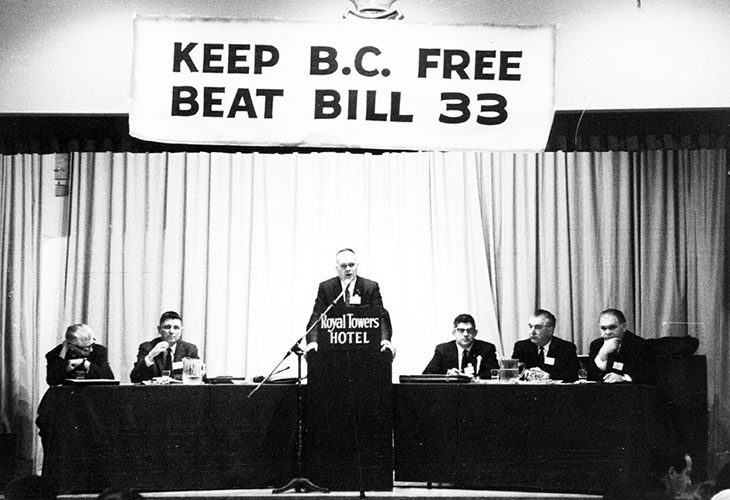 KEEP B.C. FREE
BEAT BILL 33
Royal Towers
HOTEL